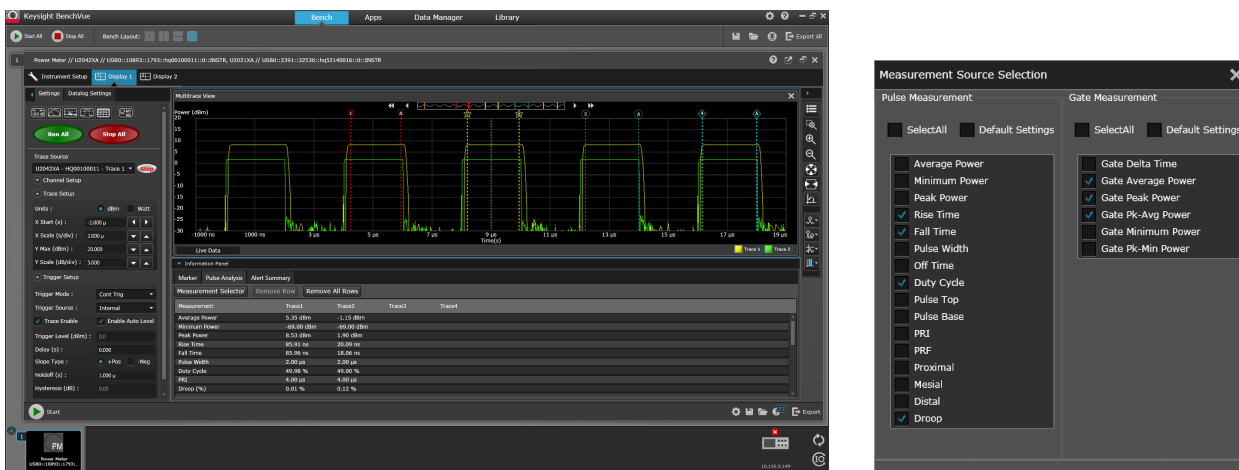 Keysight BenchVue
Bench Apps Data Manager Library
Start All Stop All Bench Layout: Export All
1 Power Meter // U2042XA // USB0::10893::1793::hq00100011::0::INSTR, U2021XA // USB0::2391::32536::hq52140016::0::INSTR
Instrument Setup Display 1 Display 2
Settings Datalog Settings
Run All Stop All
Trace Source
U2042XA - HQ00100011 - Trace 1 Stop
Channel Setup
Trace Setup
Units : dBm Watt
X Start (s) : -1.000 µ
X Scale (s/div) : 2.000 µ
Y Max (dBm) : 20.000
Y Scale (dB/div) : 5.000
Trigger Setup
Trigger Mode : Cont Trig
Trigger Source : Internal
Trace Enable Enable Auto Level
Trigger Level (dBm) : 0.0
Delay (s) : 0.000
Slope Type : +Pos -Neg
Holdoff (s) : 1.000 µ
Hysteresis (dB) : 0.00
Multitrace View
Power (dBm)
20
15
10
5
0
-5
-10
-15
-20
-25
-30
-1000 ns 1000 ns 3 µs 5 µs 7 µs 9 µs 11 µs 13 µs 15 µs 17 µs 19 µs
Time(s)
Live Data Trace 1 Trace 2
Information Panel
Marker Pulse Analysis Alert Summary
Measurement Selector Remove Row Remove All Rows
Measurement Trace1 Trace2 Trace3 Trace4
Average Power 5.35 dBm -1.15 dBm
Minimum Power -69.00 dBm -69.00 dBm
Peak Power 8.53 dBm 1.90 dBm
Rise Time 85.91 ns 20.09 ns
Fall Time 85.96 ns 18.06 ns
Pulse Width 2.00 µs 2.00 µs
Duty Cycle 49.98 % 49.90 %
PRI 4.00 µs 4.00 µs
Droop (%) 0.01 % 0.12 %
Start Export
1
PM
Power Meter
USB0::10893::1793:...
10.116.9.149
Measurement Source Selection
Pulse Measurement Gate Measurement
SelectAll Default Settings SelectAll Default Settings
Average Power Gate Delta Time
Minimum Power Gate Average Power
Peak Power Gate Peak Power
Rise Time Gate Pk-Avg Power
Fall Time Gate Minimum Power
Pulse Width Gate Pk-Min Power
Off Time
Duty Cycle
Pulse Top
Pulse Base
PRI
PRF
Proximal
Mesial
Distal
Droop